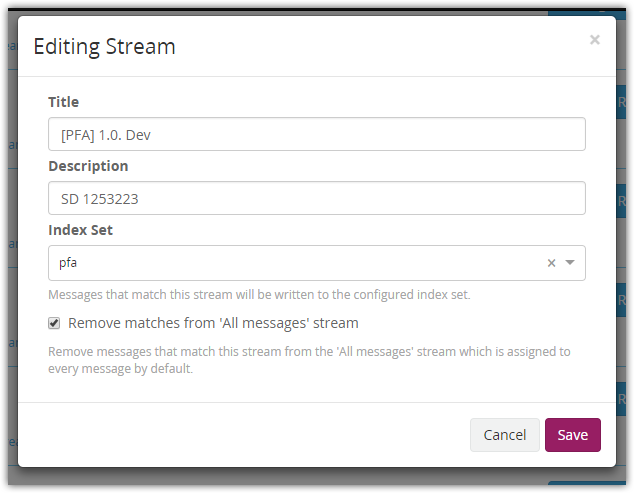 Editing Stream
×
Title
[PFA] 1.0. Dev
Description
SD 1253223
Index Set
pfa
×
Messages that match this stream will be written to the configured index set.
Remove matches from 'All messages' stream
Remove messages that match this stream from the 'All messages' stream which is assigned to
every message by default.
Cancel
Save